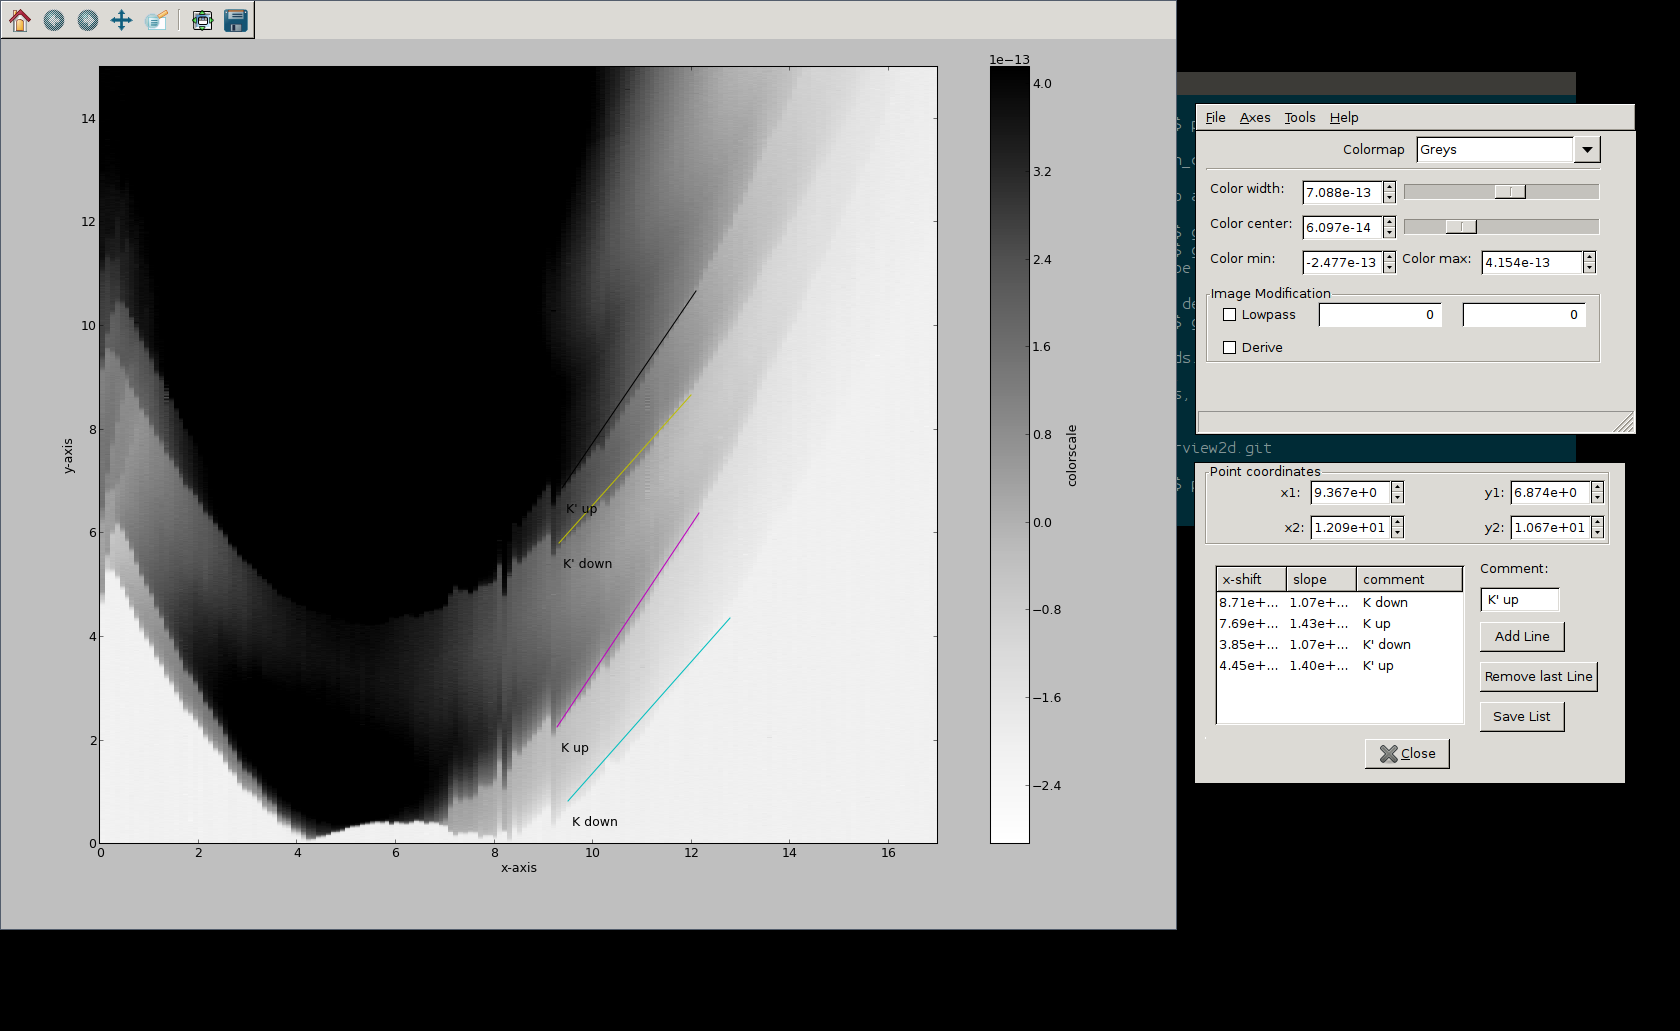 1e−13
4.0
3.2
2.4
1.6
0.8
0.0
−0.8
−1.6
−2.4
colorscale
14
12
10
8
6
4
2
0
y-axis
K' up
K' down
K up
K down
0 2 4 6 8 10 12 14 16
x-axis
File Axes Tools Help
Colormap Greys
Color width: 7.088e-13
Color center: 6.097e-14
Color min: -2.477e-13 Color max: 4.154e-13
Image Modification
Lowpass 0 0
Derive
rview2d.git
Point coordinates
x1: 9.367e+0 y1: 6.874e+0
x2: 1.209e+01 y2: 1.067e+01
x-shift slope comment
8.71e+... 1.07e+... K down
7.69e+... 1.43e+... K up
3.85e+... 1.07e+... K' down
4.45e+... 1.40e+... K' up
Comment:
K' up
Add Line
Remove last Line
Save List
Close